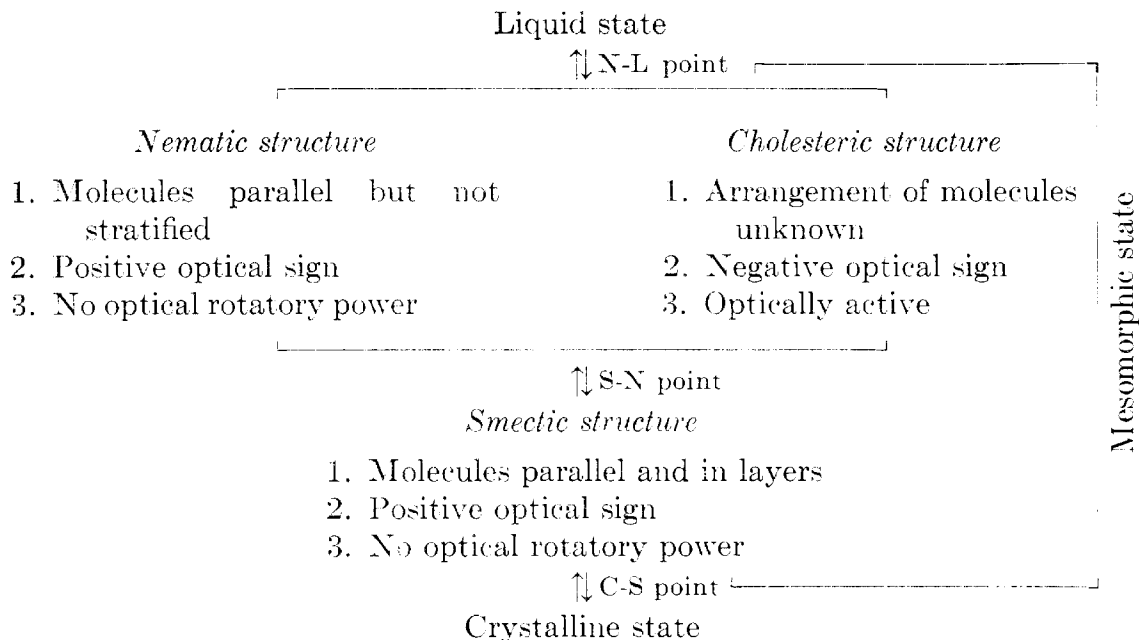 Liquid state
⇅ N-L point
Nematic structure
1. Molecules parallel but not
stratified
2. Positive optical sign
3. No optical rotatory power
Cholesteric structure
1. Arrangement of molecules
unknown
2. Negative optical sign
3. Optically active
Mesomorphic state
⇅ S-N point
Smectic structure
1. Molecules parallel and in layers
2. Positive optical sign
3. No optical rotatory power
⇅ C-S point
Crystalline state